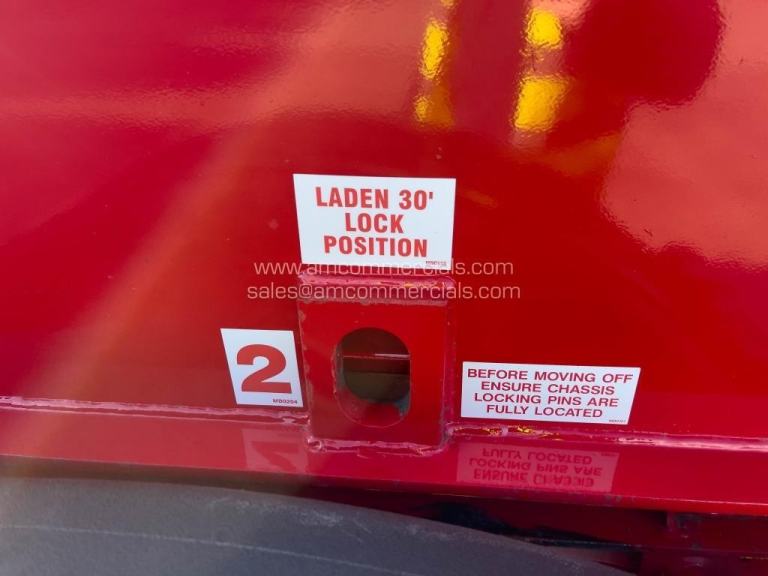 LADEN 30'
LOCK
POSITION
www.amcommercials.com
sales@amcommercials.com
2
MB0204
BEFORE MOVING OFF
ENSURE CHASSIS
LOCKING PINS ARE
FULLY LOCATED